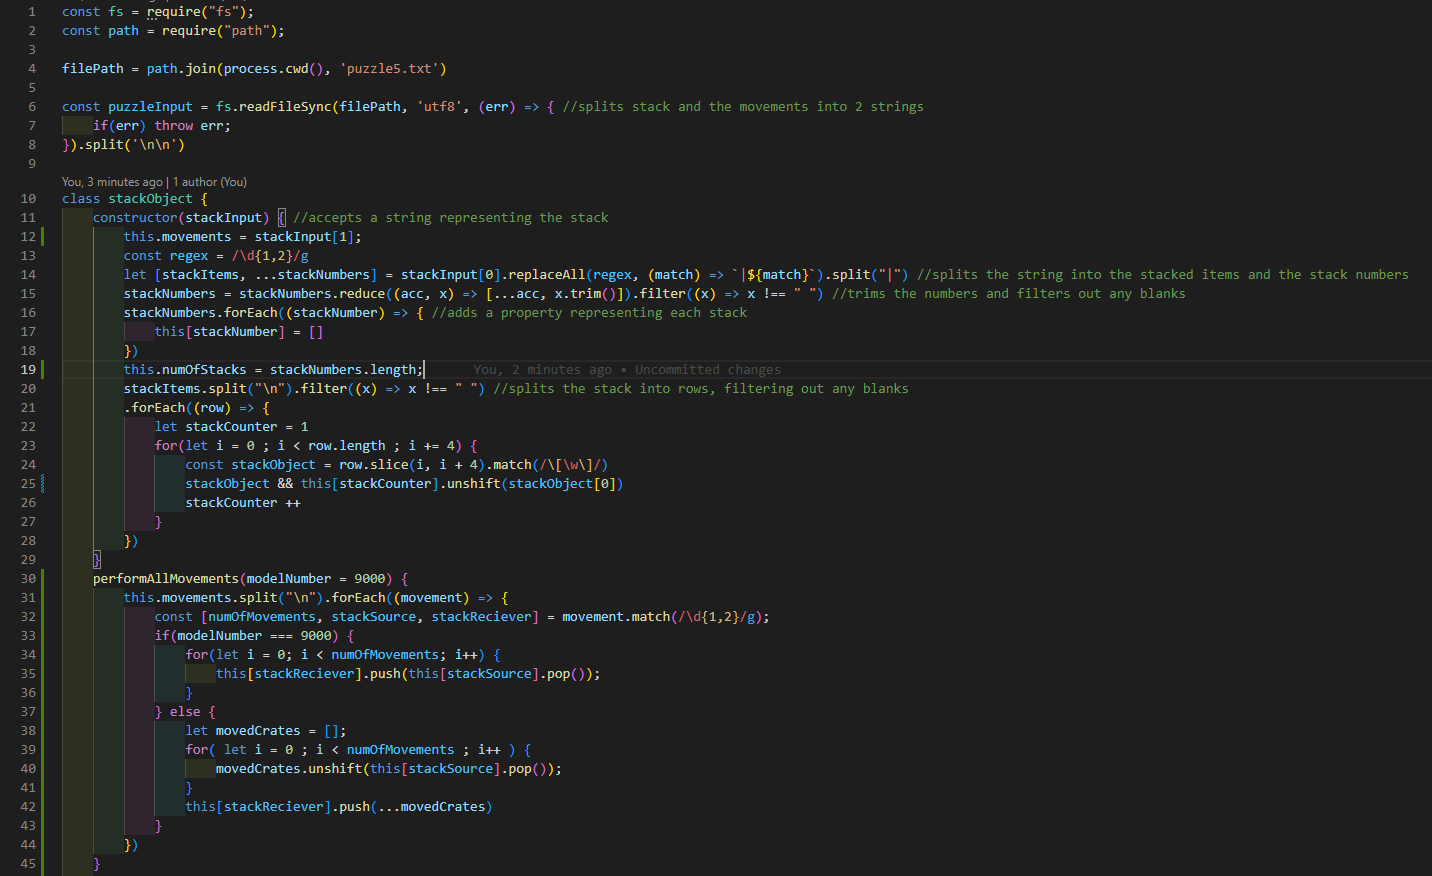 1 const fs = require("fs");
2 const path = require("path");
3
4 filePath = path.join(process.cwd(), 'puzzle5.txt')
5
6 const puzzleInput = fs.readFileSync(filePath, 'utf8', (err) => { //splits stack and the movements into 2 strings
7 if(err) throw err;
8 }).split('\n\n')
9
You, 3 minutes ago | 1 author (You)
10 class stackObject {
11 constructor(stackInput) { //accepts a string representing the stack
12 this.movements = stackInput[1];
13 const regex = /\d{1,2}/g
14 let [stackItems, ...stackNumbers] = stackInput[0].replaceAll(regex, (match) => `|${match}`).split("|") //splits the string into the stacked items and the stack numbers
15 stackNumbers = stackNumbers.reduce((acc, x) => [...acc, x.trim()]).filter((x) => x !== " ") //trims the numbers and filters out any blanks
16 stackNumbers.forEach((stackNumber) => { //adds a property representing each stack
17 this[stackNumber] = []
18 })
19 this.numOfStacks = stackNumbers.length; You, 2 minutes ago • Uncommitted changes
20 stackItems.split("\n").filter((x) => x !== " ") //splits the stack into rows, filtering out any blanks
21 .forEach((row) => {
22 let stackCounter = 1
23 for(let i = 0 ; i < row.length ; i += 4) {
24 const stackObject = row.slice(i, i + 4).match(/\[\w\]/)
25 stackObject && this[stackCounter].unshift(stackObject[0])
26 stackCounter ++
27 }
28 })
29 }
30 performAllMovements(modelNumber = 9000) {
31 this.movements.split("\n").forEach((movement) => {
32 const [numOfMovements, stackSource, stackReciever] = movement.match(/\d{1,2}/g);
33 if(modelNumber === 9000) {
34 for(let i = 0; i < numOfMovements; i++) {
35 this[stackReciever].push(this[stackSource].pop());
36 }
37 } else {
38 let movedCrates = [];
39 for( let i = 0 ; i < numOfMovements ; i++ ) {
40 movedCrates.unshift(this[stackSource].pop());
41 }
42 this[stackReciever].push(...movedCrates)
43 }
44 })
45 }